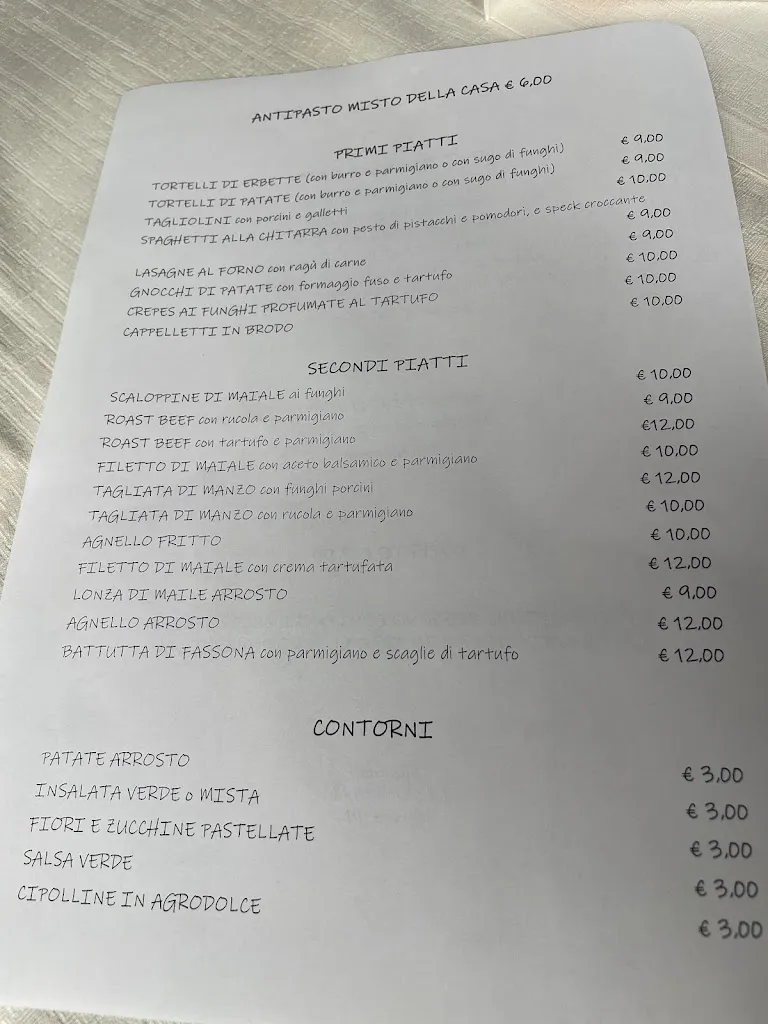 ANTIPASTO MISTO DELLA CASA € 6,00
PRIMI PIATTI
TORTELLI DI ERBETTE (con burro e parmigiano o con sugo di funghi) € 9,00
TORTELLI DI PATATE (con burro e parmigiano o con sugo di funghi) € 9,00
TAGLIOLINI con porcini e galletti € 10,00
SPAGHETTI ALLA CHITARRA con pesto di pistacchi e pomodori, e speck croccante
€ 9,00
LASAGNE AL FORNO con ragù di carne € 9,00
GNOCCHI DI PATATE con formaggio fuso e tartufo € 10,00
CREPES AI FUNGHI PROFUMATE AL TARTUFO € 10,00
CAPPELLETTI IN BRODO € 10,00
SECONDI PIATTI
SCALOPPINE DI MAIALE ai funghi € 10,00
ROAST BEEF con rucola e parmigiano € 9,00
ROAST BEEF con tartufo e parmigiano €12,00
FILETTO DI MAIALE con aceto balsamico e parmigiano € 10,00
TAGLIATA DI MANZO con funghi porcini € 12,00
TAGLIATA DI MANZO con rucola e parmigiano € 10,00
AGNELLO FRITTO € 10,00
FILETTO DI MAIALE con crema tartufata € 12,00
LONZA DI MAILE ARROSTO € 9,00
AGNELLO ARROSTO € 12,00
BATTUTTA DI FASSONA con parmigiano e scaglie di tartufo € 12,00
CONTORNI
PATATE ARROSTO € 3,00
INSALATA VERDE o MISTA € 3,00
FIORI E ZUCCHINE PASTELLATE € 3,00
SALSA VERDE € 3,00
CIPOLLINE IN AGRODOLCE € 3,00